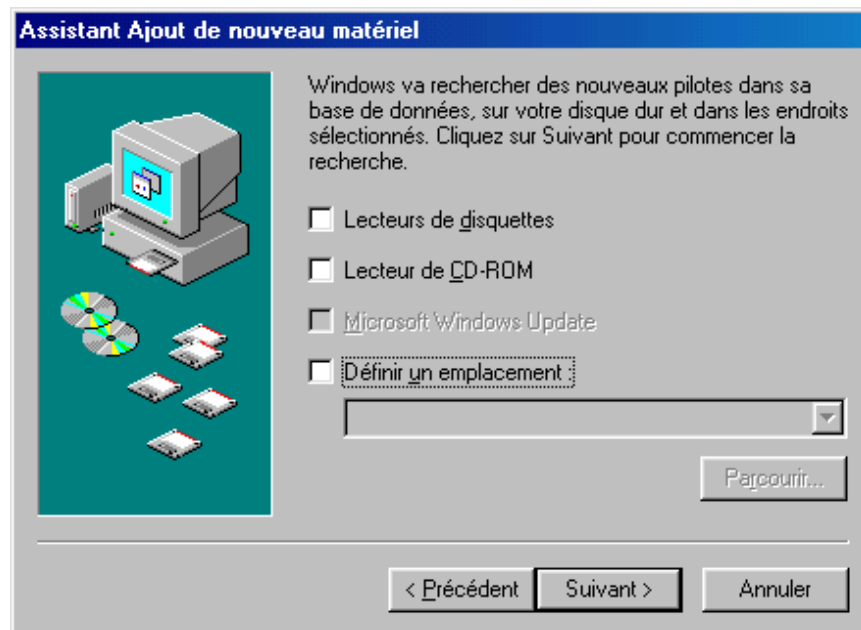 Assistant Ajout de nouveau matériel
Windows va rechercher des nouveaux pilotes dans sa
base de données, sur votre disque dur et dans les endroits
sélectionnés. Cliquez sur Suivant pour commencer la
recherche.
Lecteurs de disquettes
Lecteur de CD-ROM
Microsoft Windows Update
Définir un emplacement :
Parcourir...
< Précédent
Suivant >
Annuler